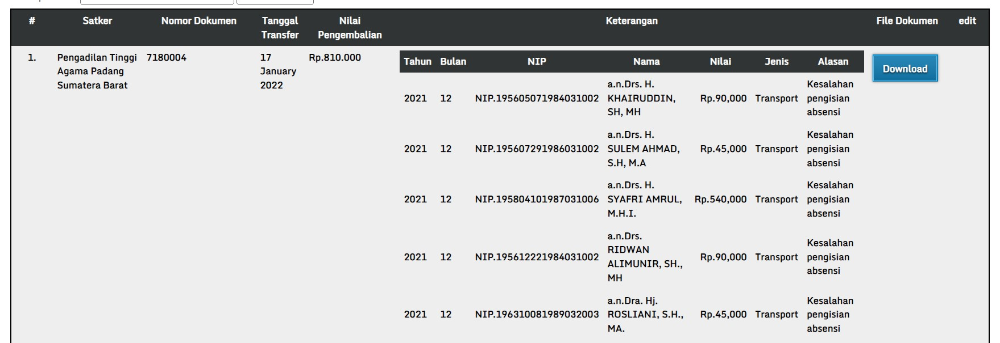 # Satker Nomor Dokumen Tanggal Transfer Nilai Pengembalian Keterangan File Dokumen edit
1. Pengadilan Tinggi Agama Padang Sumatera Barat 7180004 17 January 2022 Rp.810.000
Tahun Bulan NIP Nama Nilai Jenis Alasan
Download
2021 12 NIP.195605071984031002 a.n.Drs. H. KHAIRUDDIN, SH, MH Rp.90,000 Transport Kesalahan pengisian absensi
2021 12 NIP.195607291986031002 a.n.Drs. H. SULEM AHMAD, S.H, M.A Rp.45,000 Transport Kesalahan pengisian absensi
2021 12 NIP.195804101987031006 a.n.Drs. H. SYAFRI AMRUL, M.H.I. Rp.540,000 Transport Kesalahan pengisian absensi
2021 12 NIP.195612221984031002 a.n.Drs. RIDWAN ALIMUNIR, SH., MH Rp.90,000 Transport Kesalahan pengisian absensi
2021 12 NIP.196310081989032003 a.n.Dra. Hj. ROSLIANI, S.H., MA. Rp.45,000 Transport Kesalahan pengisian absensi